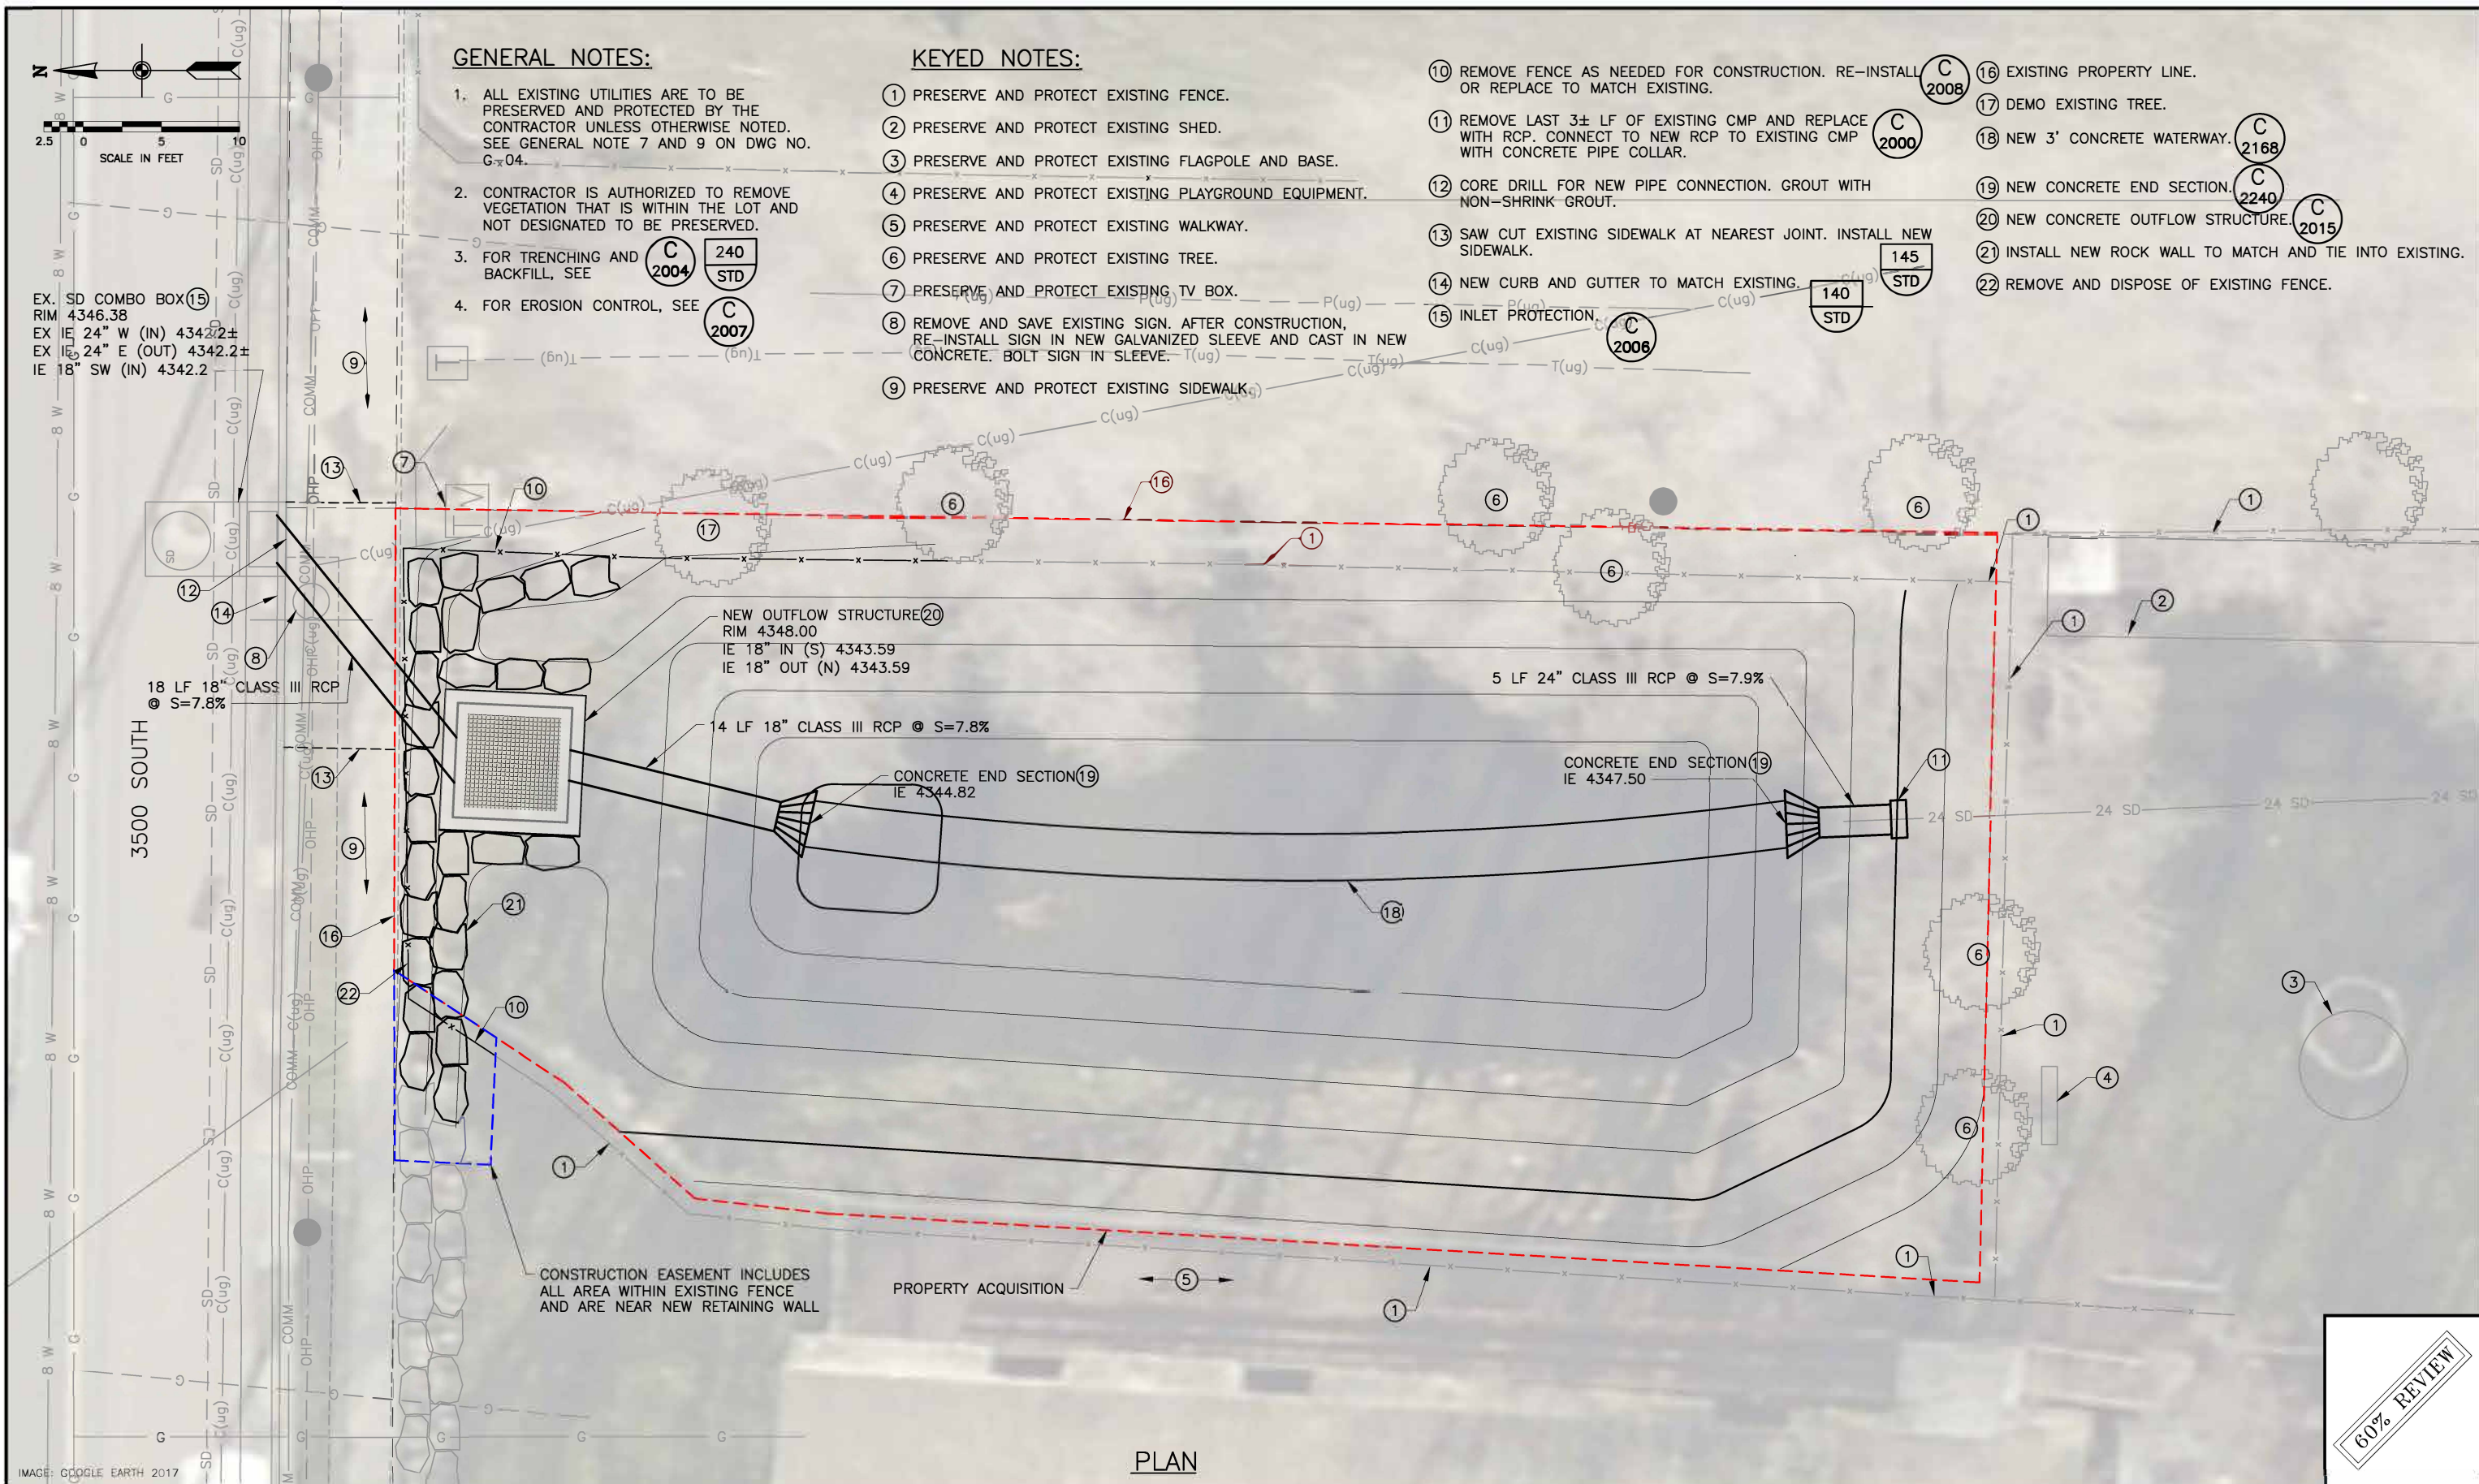 N
2.5 0 5 10
SCALE IN FEET
GENERAL NOTES:
1. ALL EXISTING UTILITIES ARE TO BE
PRESERVED AND PROTECTED BY THE
CONTRACTOR UNLESS OTHERWISE NOTED.
SEE GENERAL NOTE 7 AND 9 ON DWG NO.
G-04.
2. CONTRACTOR IS AUTHORIZED TO REMOVE
VEGETATION THAT IS WITHIN THE LOT AND
NOT DESIGNATED TO BE PRESERVED.
3. FOR TRENCHING AND
BACKFILL, SEE
C
2004
240
STD
4. FOR EROSION CONTROL, SEE
C
2007
KEYED NOTES:
1 PRESERVE AND PROTECT EXISTING FENCE.
2 PRESERVE AND PROTECT EXISTING SHED.
3 PRESERVE AND PROTECT EXISTING FLAGPOLE AND BASE.
4 PRESERVE AND PROTECT EXISTING PLAYGROUND EQUIPMENT.
5 PRESERVE AND PROTECT EXISTING WALKWAY.
6 PRESERVE AND PROTECT EXISTING TREE.
7 PRESERVE AND PROTECT EXISTING TV BOX.
8 REMOVE AND SAVE EXISTING SIGN. AFTER CONSTRUCTION,
RE-INSTALL SIGN IN NEW GALVANIZED SLEEVE AND CAST IN NEW
CONCRETE. BOLT SIGN IN SLEEVE.
9 PRESERVE AND PROTECT EXISTING SIDEWALK.
10 REMOVE FENCE AS NEEDED FOR CONSTRUCTION. RE-INSTALL
OR REPLACE TO MATCH EXISTING.
C
2008
11 REMOVE LAST 3± LF OF EXISTING CMP AND REPLACE
WITH RCP. CONNECT TO NEW RCP TO EXISTING CMP
WITH CONCRETE PIPE COLLAR.
C
2000
12 CORE DRILL FOR NEW PIPE CONNECTION. GROUT WITH
NON-SHRINK GROUT.
13 SAW CUT EXISTING SIDEWALK AT NEAREST JOINT. INSTALL NEW
SIDEWALK.
145
STD
14 NEW CURB AND GUTTER TO MATCH EXISTING.
140
STD
15 INLET PROTECTION.
C
2006
16 EXISTING PROPERTY LINE.
17 DEMO EXISTING TREE.
18 NEW 3' CONCRETE WATERWAY.
C
2168
19 NEW CONCRETE END SECTION.
C
2240
20 NEW CONCRETE OUTFLOW STRUCTURE.
C
2015
21 INSTALL NEW ROCK WALL TO MATCH AND TIE INTO EXISTING.
22 REMOVE AND DISPOSE OF EXISTING FENCE.
EX. SD COMBO BOX 15
RIM 4346.38
EX IE 24" W (IN) 4342.2±
EX IE 24" E (OUT) 4342.2±
IE 18" SW (IN) 4342.2
18 LF 18" CLASS III RCP
@ S=7.8%
3500 SOUTH
NEW OUTFLOW STRUCTURE 20
RIM 4348.00
IE 18" IN (S) 4343.59
IE 18" OUT (N) 4343.59
14 LF 18" CLASS III RCP @ S=7.8%
CONCRETE END SECTION 19
IE 4344.82
5 LF 24" CLASS III RCP @ S=7.9%
CONCRETE END SECTION 19
IE 4347.50
24 SD 24 SD 24 SD 24 SD
CONSTRUCTION EASEMENT INCLUDES
ALL AREA WITHIN EXISTING FENCE
AND ARE NEAR NEW RETAINING WALL
PROPERTY ACQUISITION
PLAN
60% REVIEW
IMAGE: GOOGLE EARTH 2017